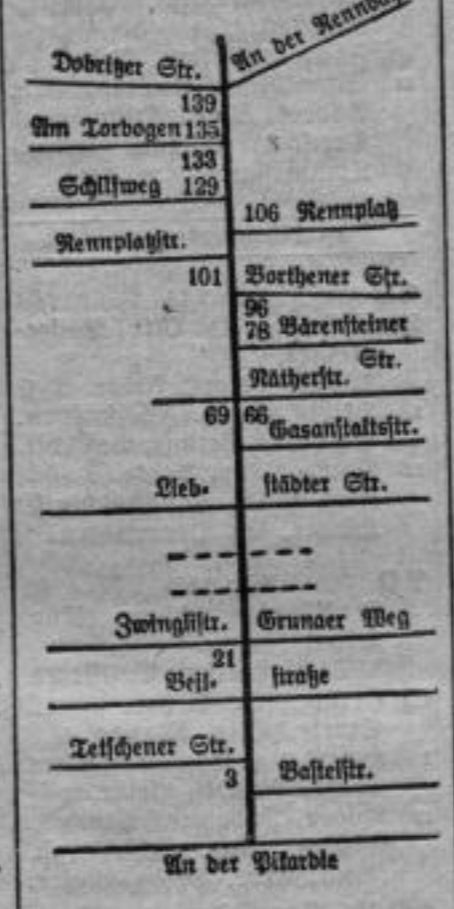 An der Rennbahn
Dobritzer Str.
139
Am Torbogen 135
133
Schilfweg 129
106 Rennplatz
Rennplatzstr.
101 Borthener Str.
96
78 Bärensteiner
Str.
Nätherstr.
69 66
Gasanstaltsstr.
Lieb- städter Str.
Zwinglistr. Grunaer Weg
21
Beil- straße
Tetschener Str.
3 Bastelstr.
An der Pikardie